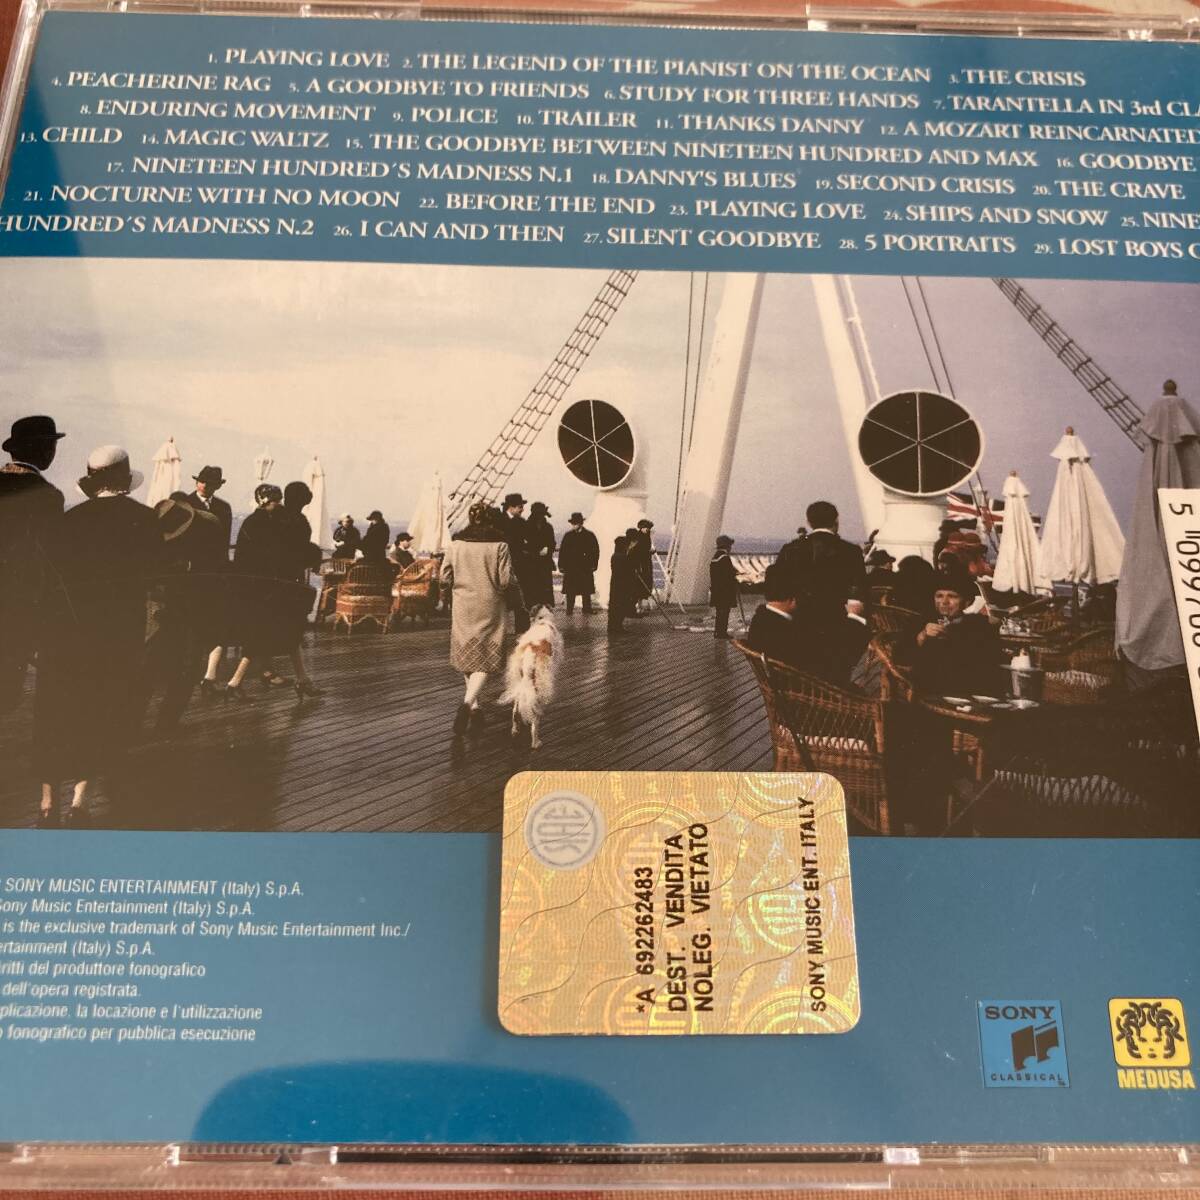 1. PLAYING LOVE 2. THE LEGEND OF THE PIANIST ON THE OCEAN 3. THE CRISIS
4. PEACHERINE RAG 5. A GOODBYE TO FRIENDS 6. STUDY FOR THREE HANDS 7. TARANTELLA IN 3rd CLA
8. ENDURING MOVEMENT 9. POLICE 10. TRAILER 11. THANKS DANNY 12. A MOZART REINCARNATED
13. CHILD 14. MAGIC WALTZ 15. THE GOODBYE BETWEEN NINETEEN HUNDRED AND MAX 16. GOODBYE
17. NINETEEN HUNDRED'S MADNESS N.1 18. DANNY'S BLUES 19. SECOND CRISIS 20. THE CRAVE
21. NOCTURNE WITH NO MOON 22. BEFORE THE END 23. PLAYING LOVE 24. SHIPS AND SNOW 25. NINE
HUNDRED'S MADNESS N.2 26. I CAN AND THEN 27. SILENT GOODBYE 28. 5 PORTRAITS 29. LOST BOYS C
5 099706
SONY MUSIC ENTERTAINMENT (Italy) S.p.A.
Sony Music Entertainment (Italy) S.p.A.
is the exclusive trademark of Sony Music Entertainment Inc./
ertainment (Italy) S.p.A.
iritti del produttore fonografico
dell'opera registrata.
plicazione, la locazione e l'utilizzazione
o fonografico per pubblica esecuzione
*A 692262483
DEST. VENDITA
NOLEG. VIETATO
SONY MUSIC ENT. ITALY
SONY
CLASSICAL
MEDUSA